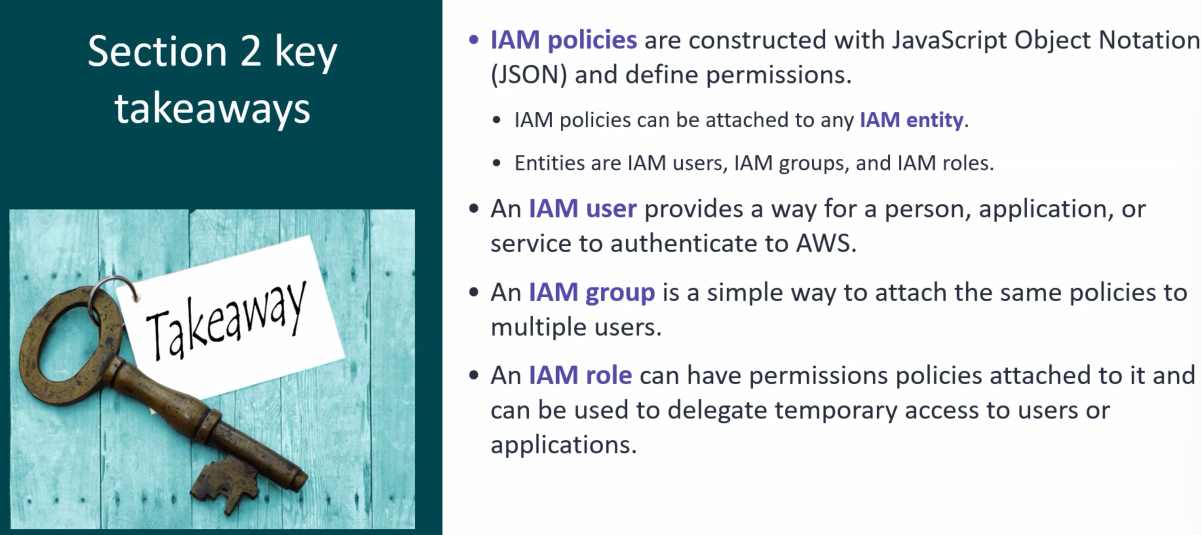 Section 2 key
takeaways
Takeaway
• IAM policies are constructed with JavaScript Object Notation
(JSON) and define permissions.
• IAM policies can be attached to any IAM entity.
• Entities are IAM users, IAM groups, and IAM roles.
• An IAM user provides a way for a person, application, or
service to authenticate to AWS.
• An IAM group is a simple way to attach the same policies to
multiple users.
• An IAM role can have permissions policies attached to it and
can be used to delegate temporary access to users or
applications.